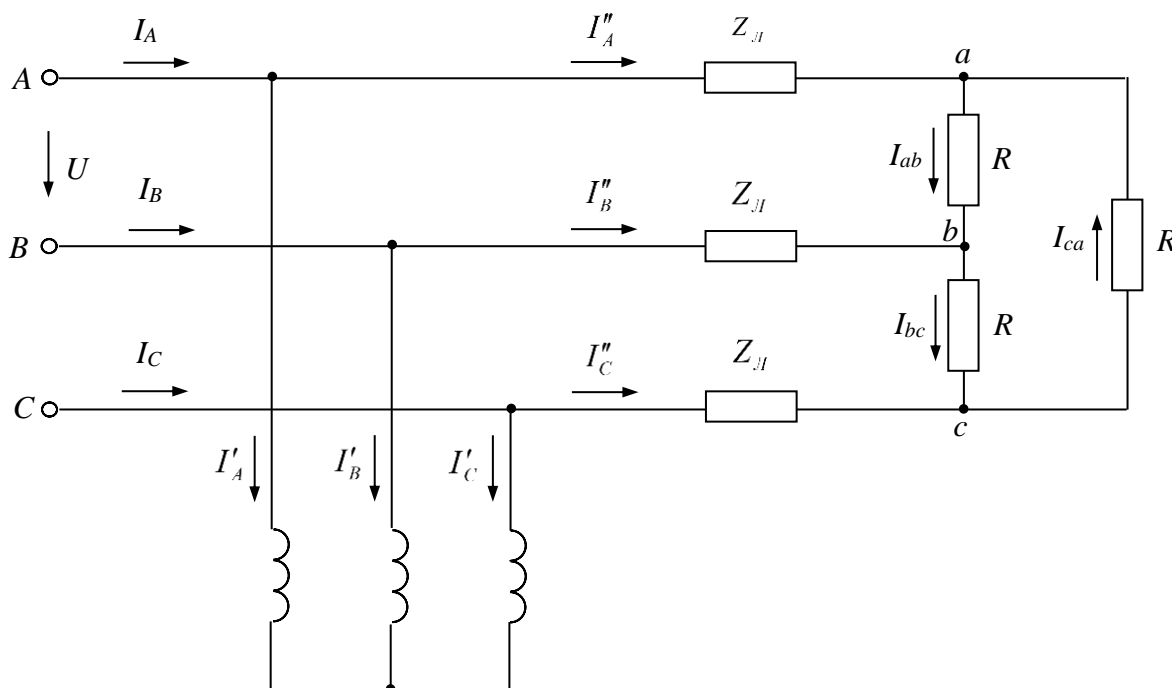 I_A I″_A Z_Л a
A
U I_ab R
I_B I″_B Z_Л
B b I_ca R
I_bc R
I_C I″_C Z_Л
C c
I′_A I′_B I′_C